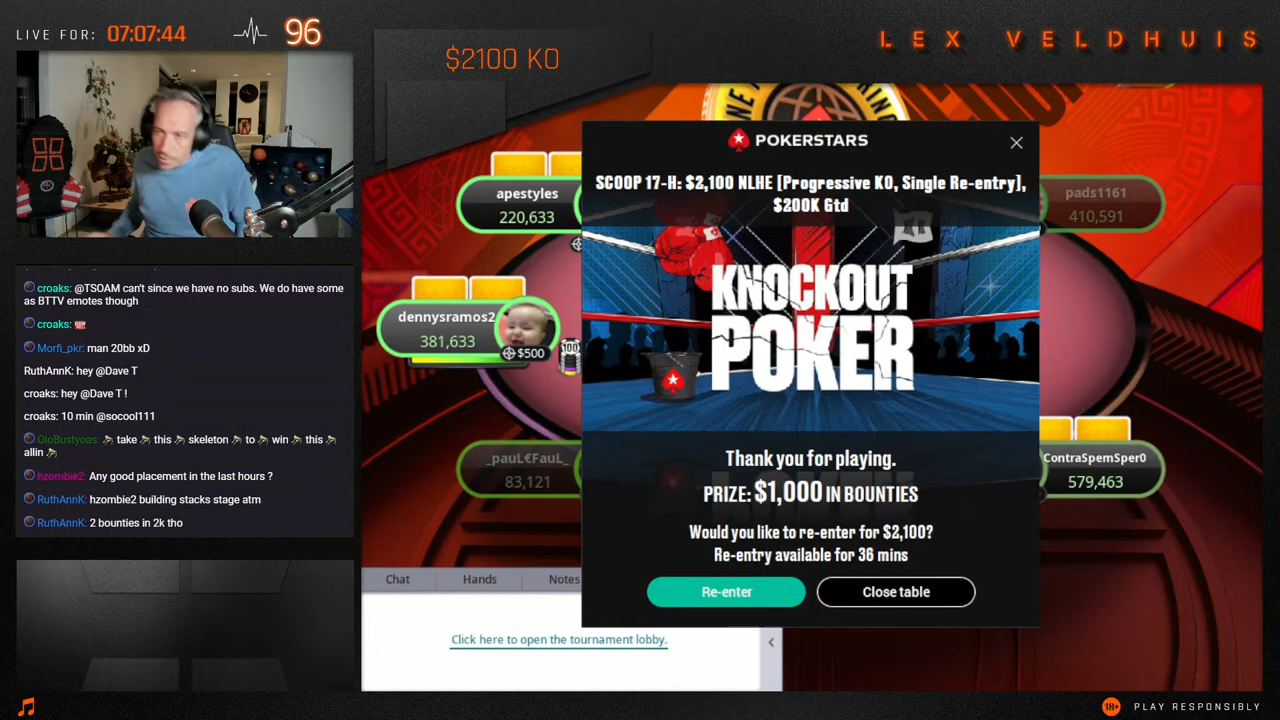 LIVE FOR: 07:07:44
96
$2100 KO
LEX VELDHUIS
croaks: @TSOAM can't since we have no subs. We do have some
as BTTV emotes though
croaks:
Morfi_pkr: man 20bb xD
RuthAnnK: hey @Dave T
croaks: hey @Dave T !
croaks: 10 min @socool111
OloBustyoas: take this skeleton to win this
allin
hzombie2: Any good placement in the last hours ?
RuthAnnK: hzombie2 building stacks stage atm
RuthAnnK: 2 bounties in 2k tho
apestyles
220,633
dennysramos2
381,633
$500
100
_pauL€FauL_
83,121
pads1161
410,591
ContraSpemSper0
579,463
POKERSTARS
SCOOP 17-H: $2,100 NLHE [Progressive KO, Single Re-entry],
$200K Gtd
KNOCKOUT
POKER
Thank you for playing.
PRIZE: $1,000 IN BOUNTIES
Would you like to re-enter for $2,100?
Re-entry available for 36 mins
Re-enter
Close table
Chat
Hands
Notes
Click here to open the tournament lobby.
18+
PLAY RESPONSIBLY